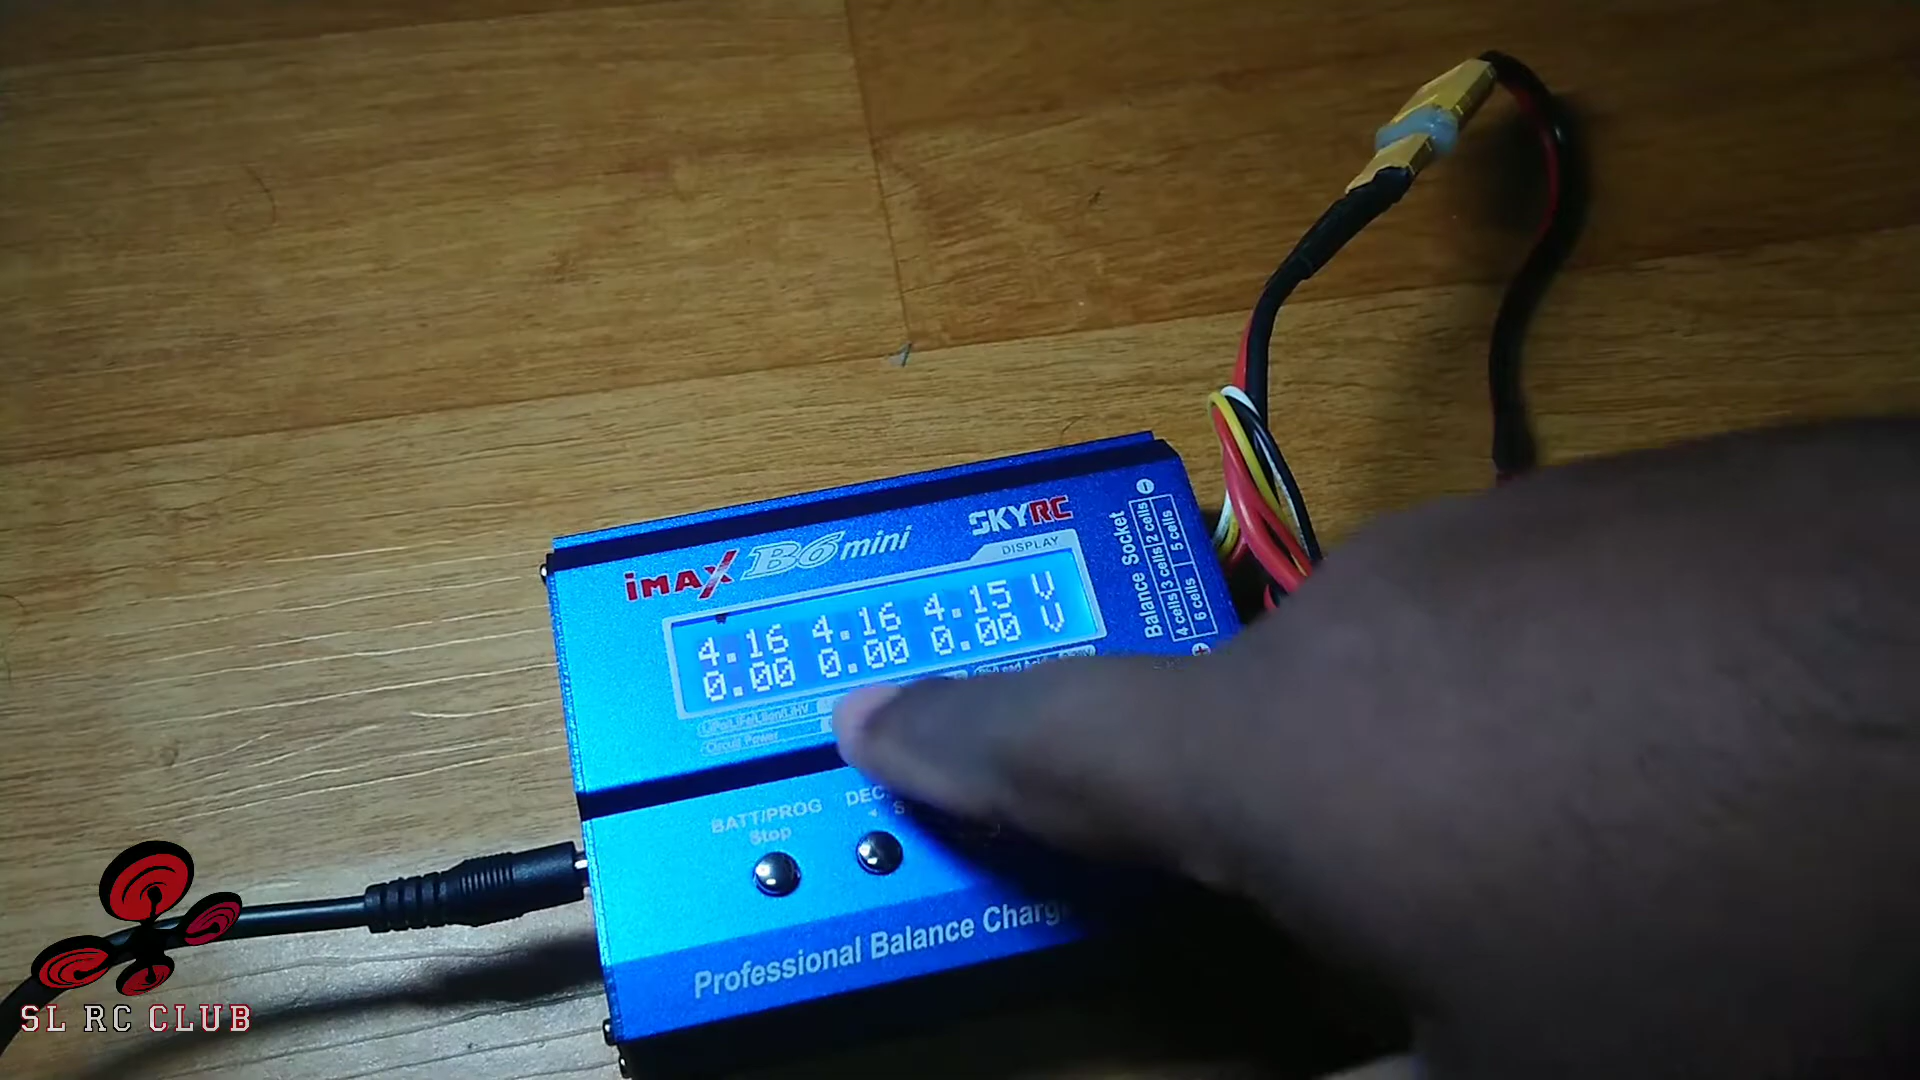 iMAX B6 mini
SKYRC
DISPLAY
4.16 4.16 4.15 V
0.00 0.00 0.00 V
Balance Socket
2 cells
3 cells
4 cells
5 cells
6 cells
Circuit Power
BATT/PROG
Stop
DEC
Professional Balance Charg
SL RC CLUB